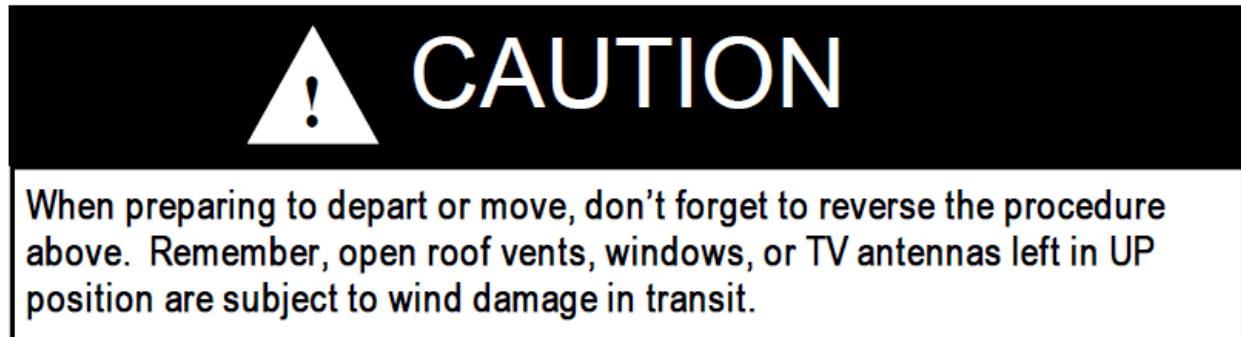 ! CAUTION
When preparing to depart or move, don't forget to reverse the procedure
above.  Remember, open roof vents, windows, or TV antennas left in UP
position are subject to wind damage in transit.